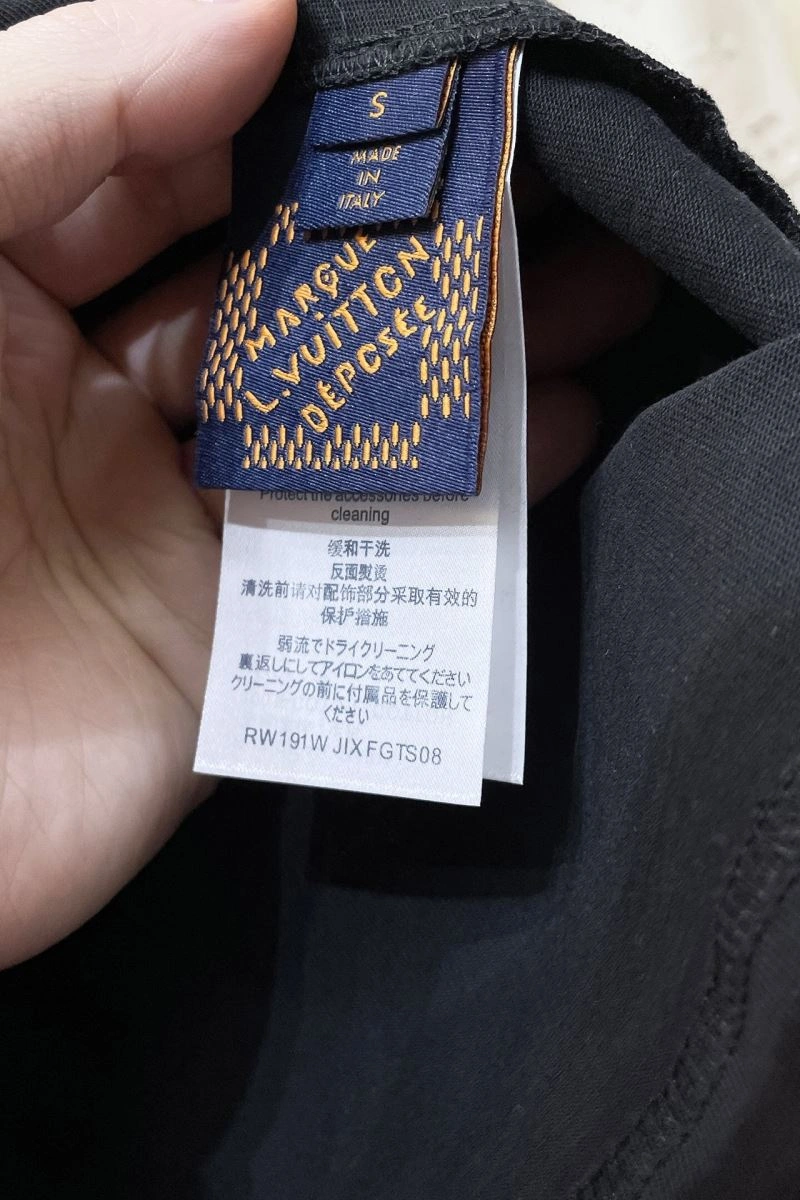 S
MADE
IN
ITALY
MARQUE
L.VUITTON
DÉPOSÉE
Protect the accessories before
cleaning
缓和干洗
反面熨烫
清洗前请对配饰部分采取有效的
保护措施
弱流でドライクリーニング
裏返しにしてアイロンをあててください
クリーニングの前に付属品を保護して
ください
RW191W JIXFGTS08